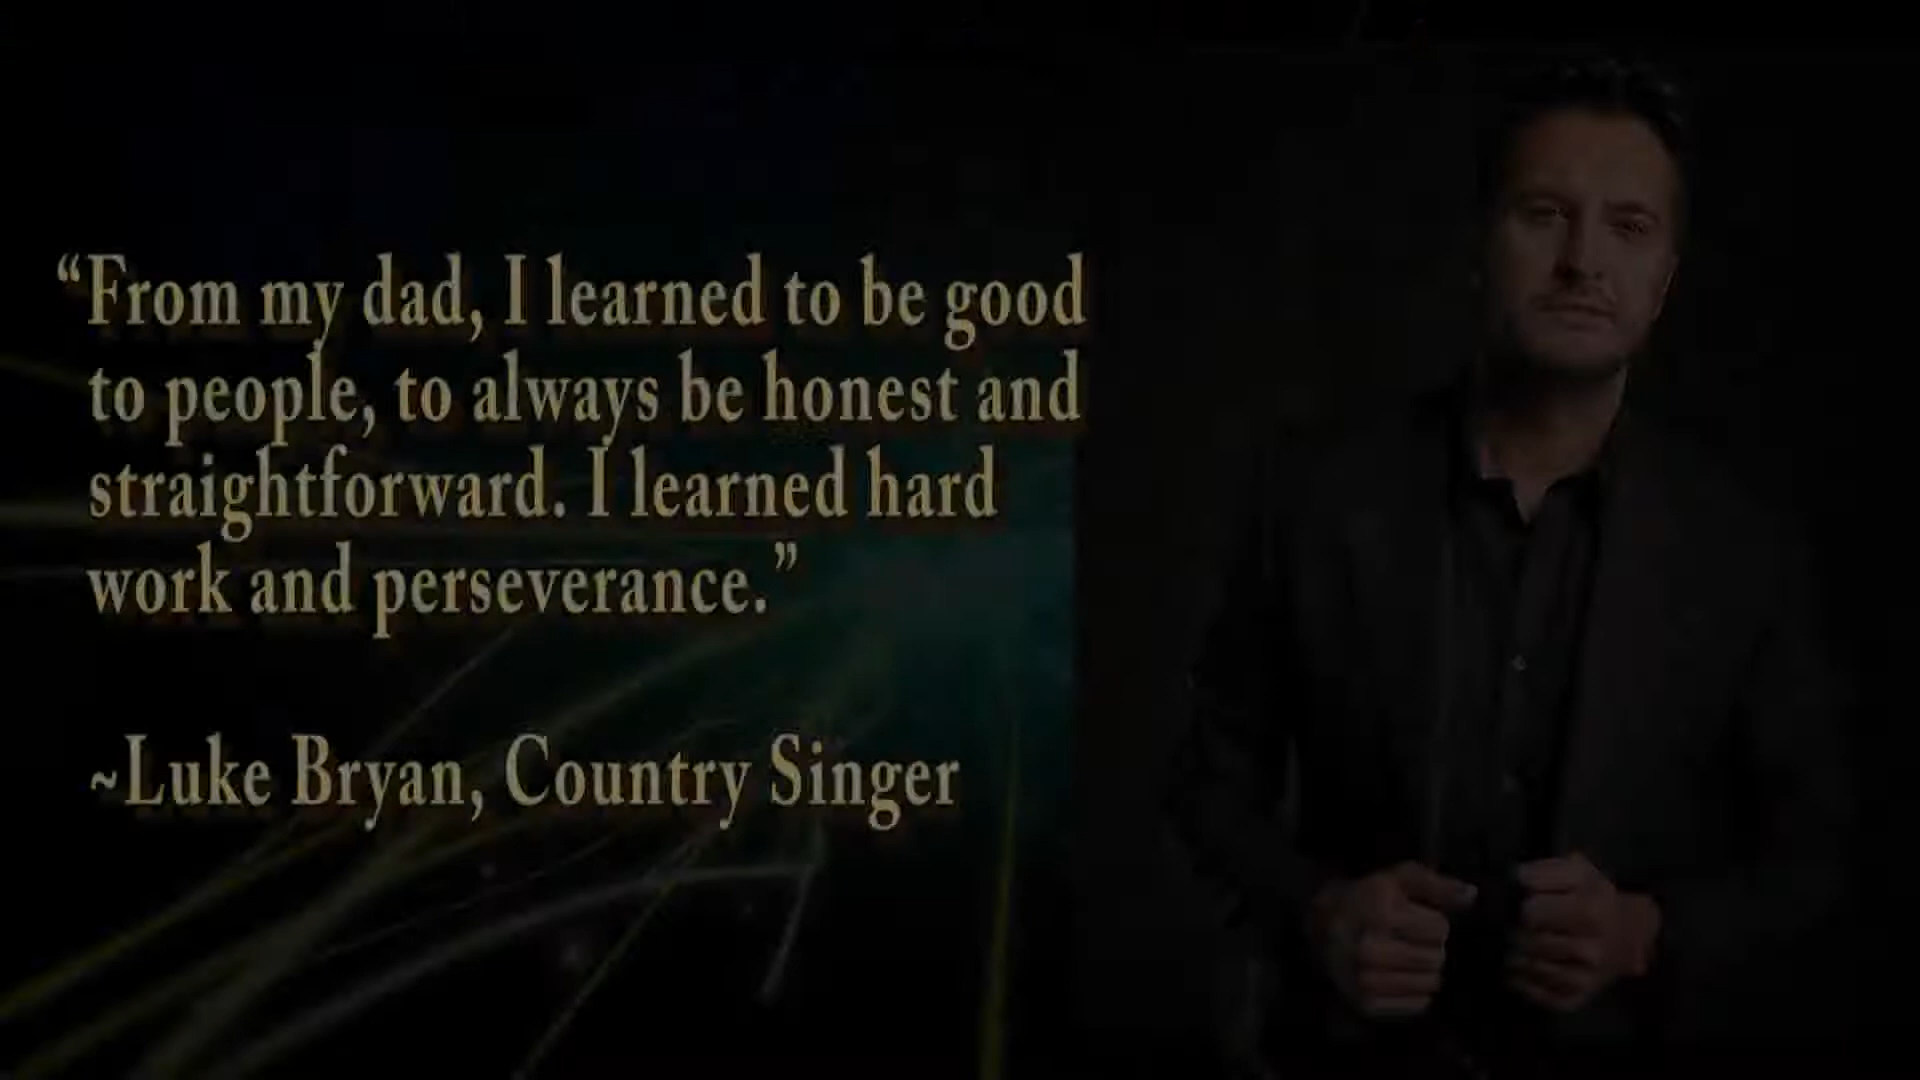 “From my dad, I learned to be good
to people, to always be honest and
straightforward. I learned hard
work and perseverance.”
~Luke Bryan, Country Singer